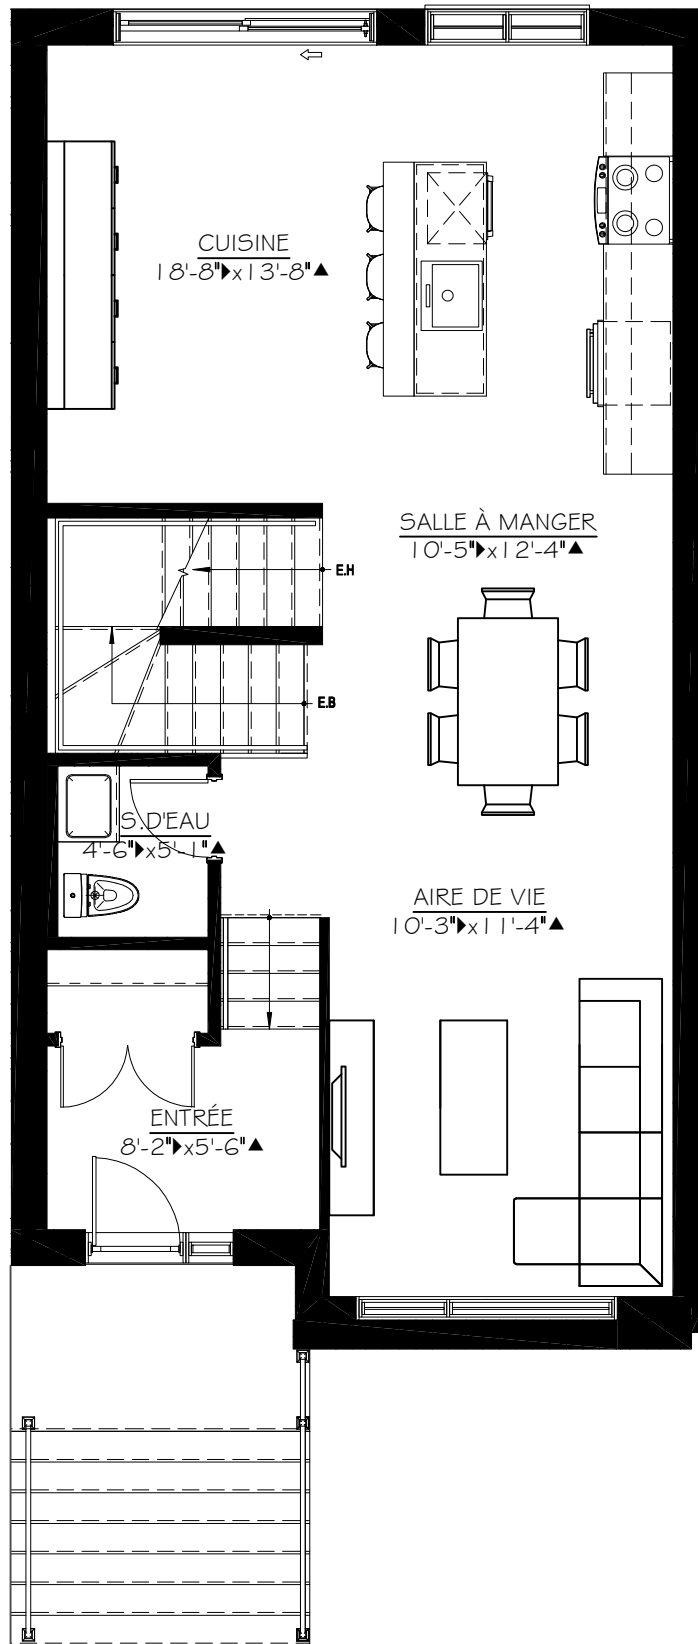 CUISINE
18'-8"▶x13'-8"▲
SALLE À MANGER
10'-5"▶x12'-4"▲
E.H
E.B
S.D'EAU
4'-6"▶x5'-1"▲
AIRE DE VIE
10'-3"▶x11'-4"▲
ENTRÉE
8'-2"▶x5'-6"▲